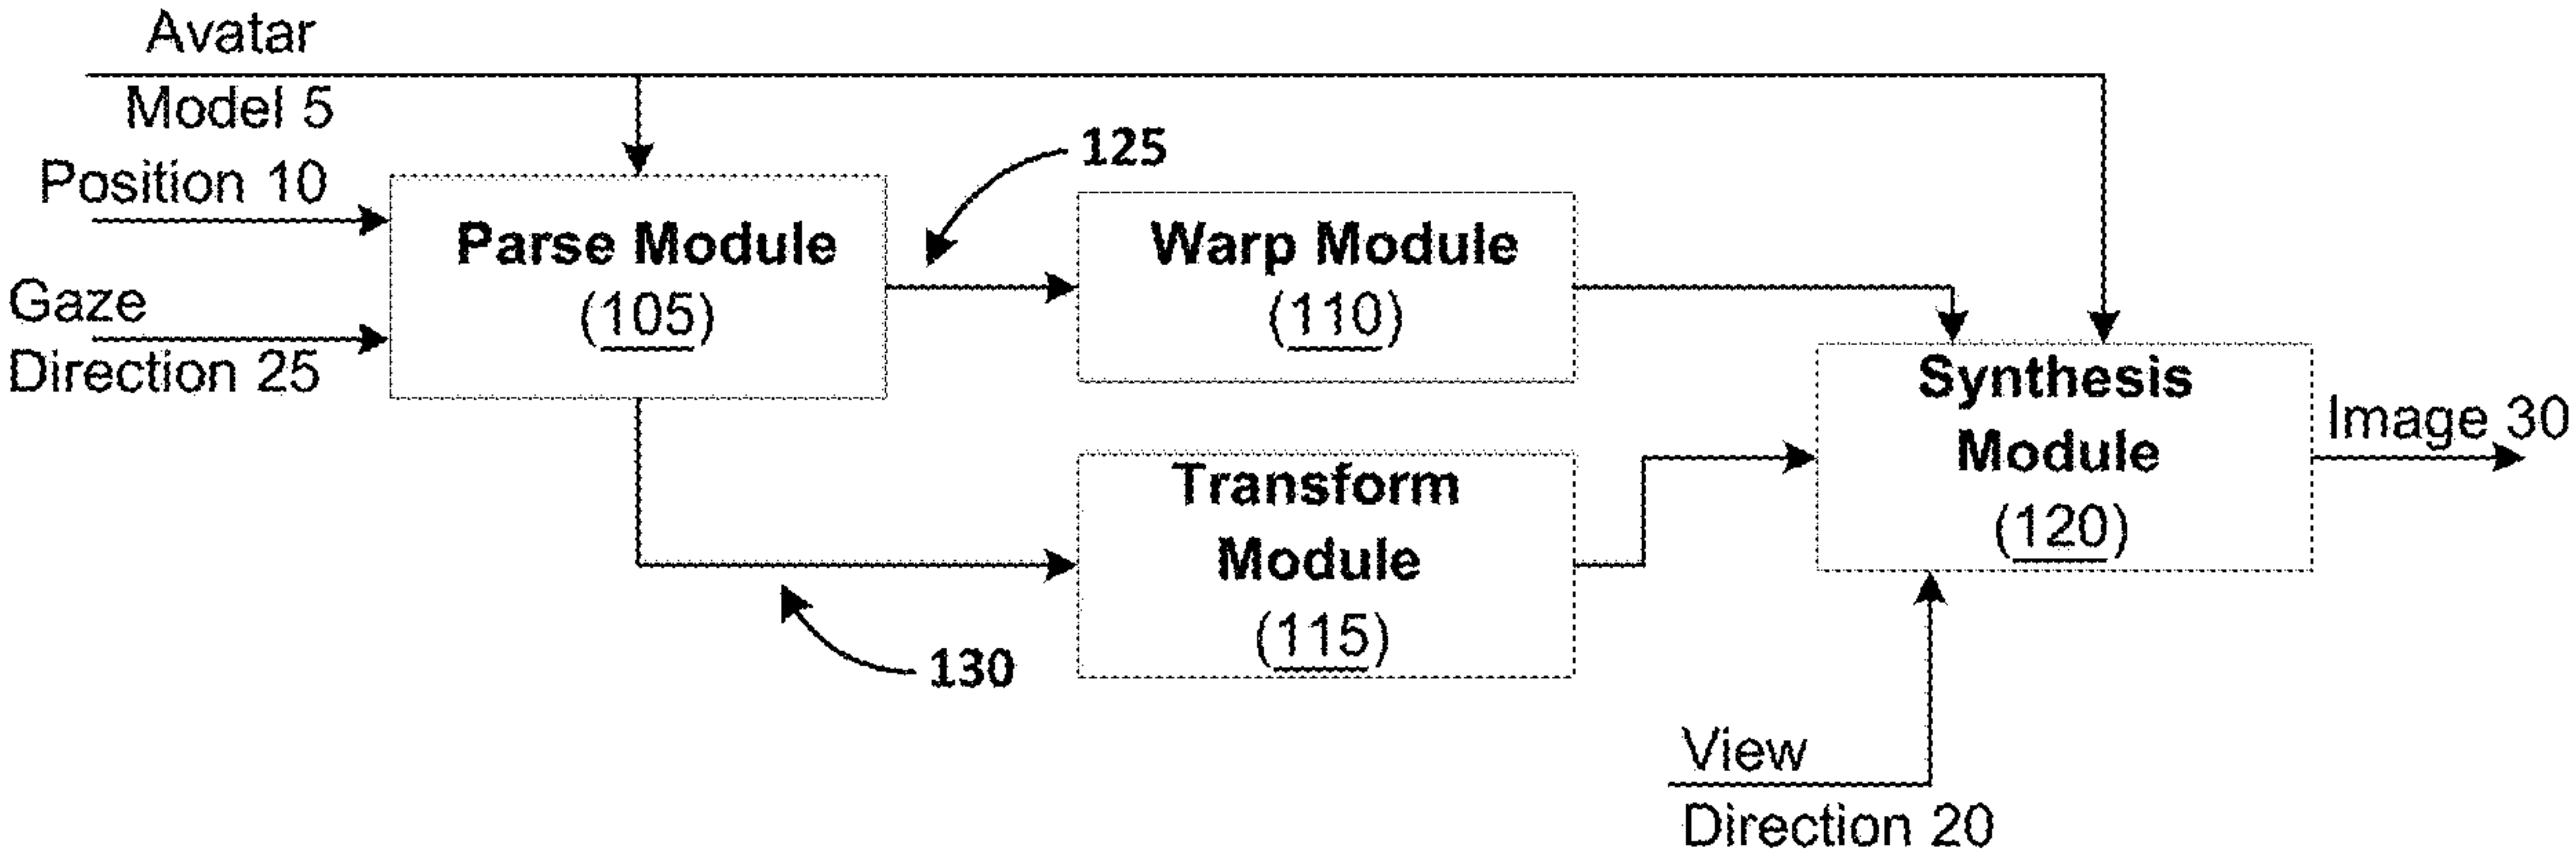 Avatar
Model 5
Position 10
Gaze
Direction 25
Parse Module
(105)
125
Warp Module
(110)
130
Transform
Module
(115)
Synthesis
Module
(120)
Image 30
View
Direction 20